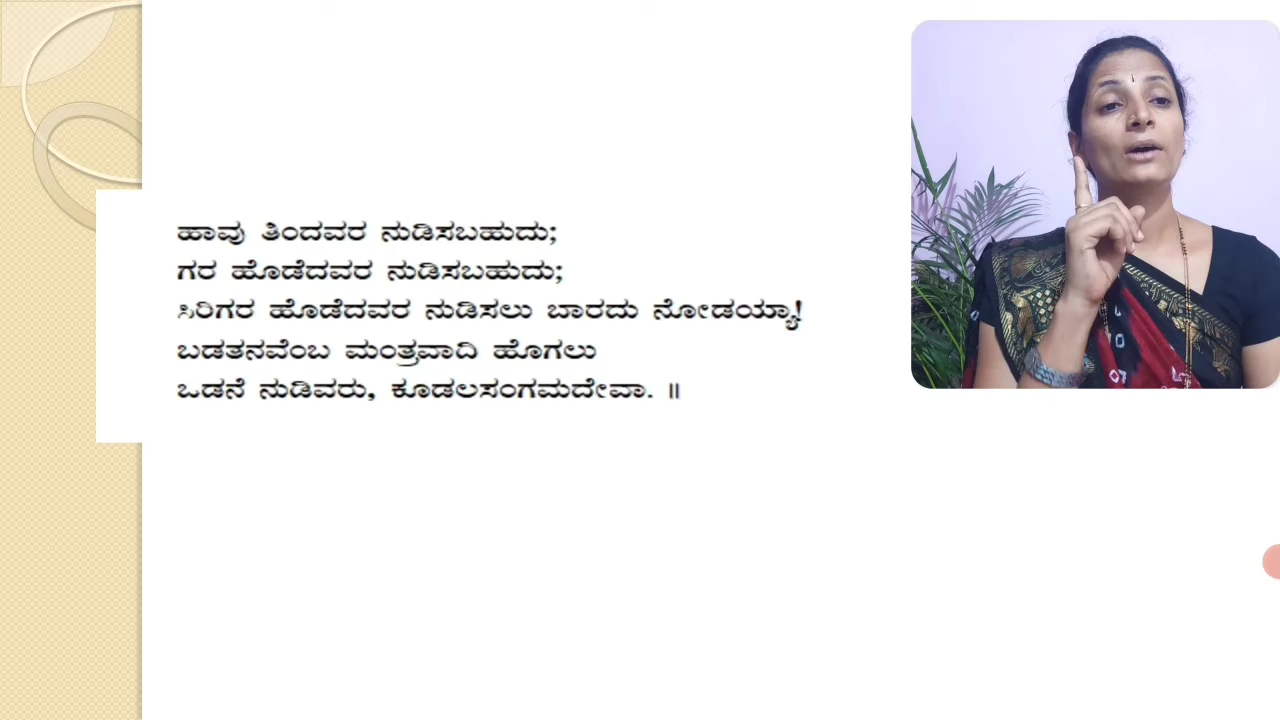 ಹಾವು ತಿಂದವರ ನುಡಿಸಬಹುದು;
ಗರ ಹೊಡೆದವರ ನುಡಿಸಬಹುದು;
ಸಿರಿಗರ ಹೊಡೆದವರ ನುಡಿಸಲು ಬಾರದು ನೋಡಯ್ಯಾ!
ಬಡತನವೆಂಬ ಮಂತ್ರವಾದಿ ಹೊಗಲು
ಒಡನೆ ನುಡಿವರು, ಕೂಡಲಸಂಗಮದೇವಾ. ॥